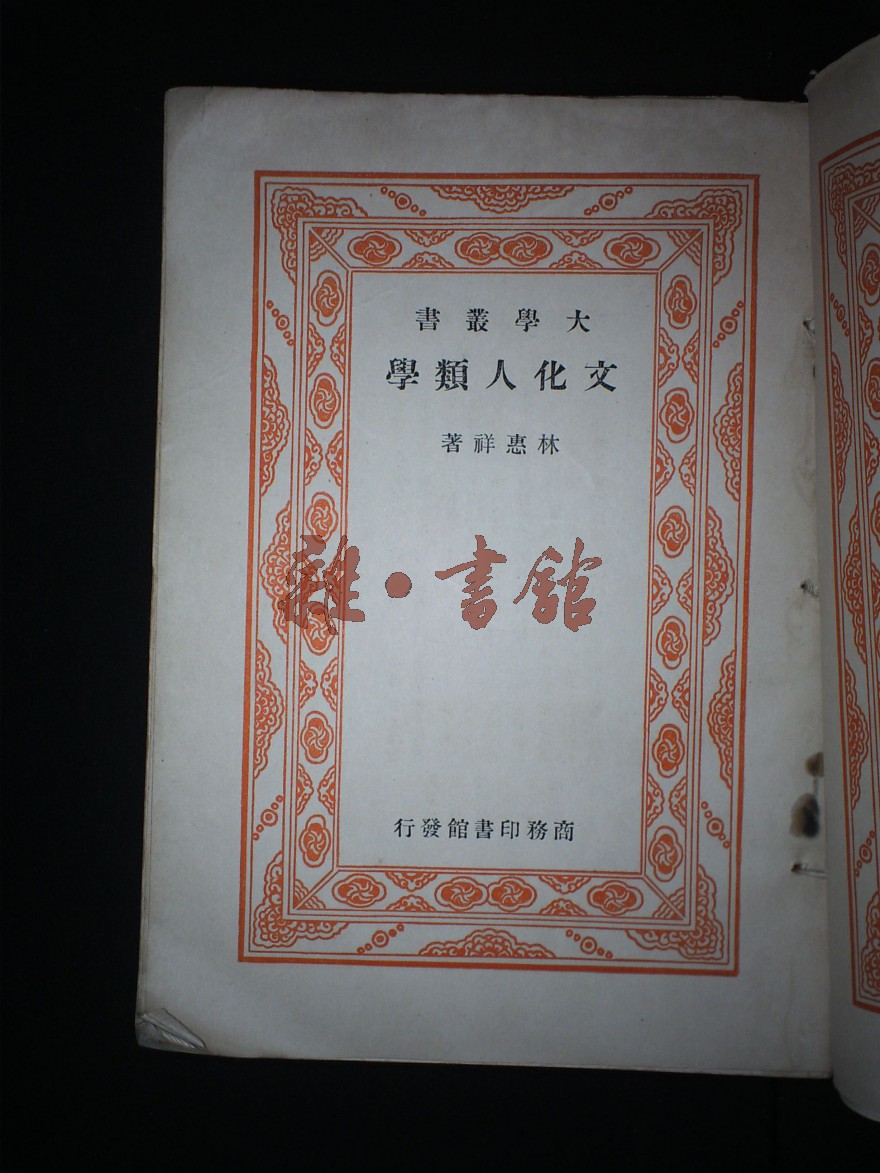 大學叢書
文化人類學
林惠祥著
雜·書舘
商務印書館發行